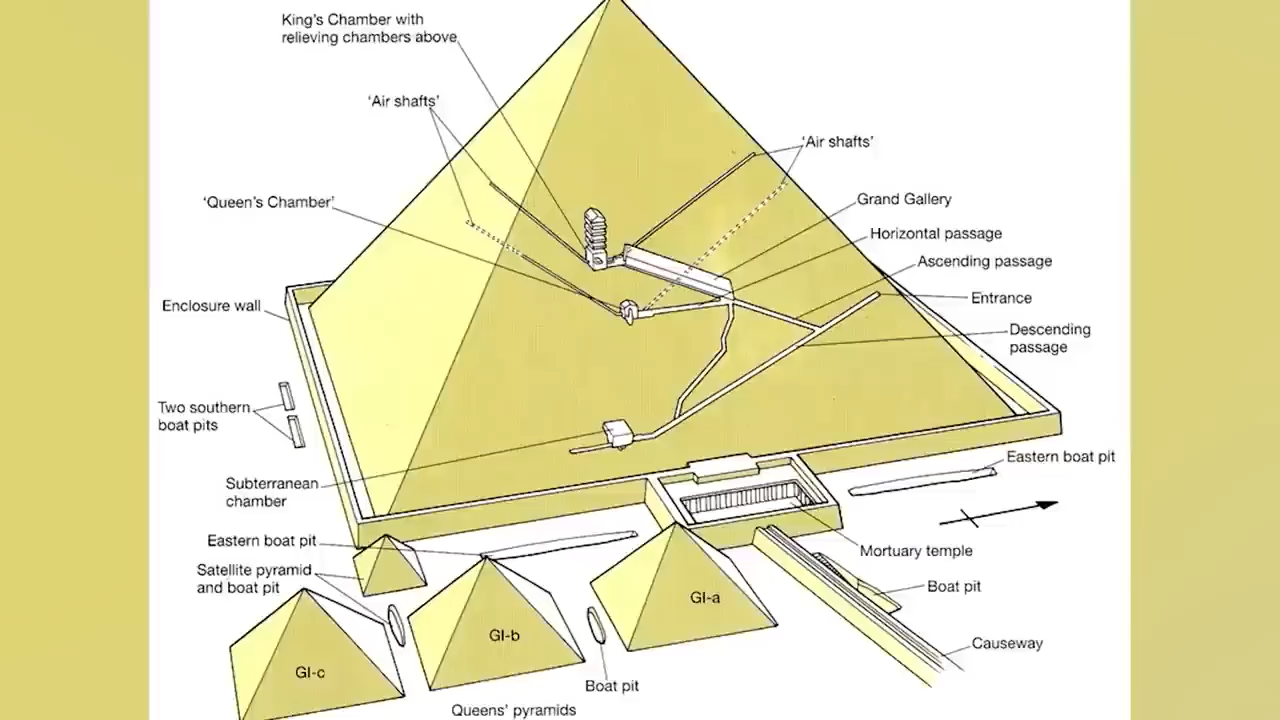 King's Chamber with
relieving chambers above
'Air shafts'
'Air shafts'
'Queen's Chamber'
Grand Gallery
Horizontal passage
Ascending passage
Enclosure wall
Entrance
Descending
passage
Two southern
boat pits
Eastern boat pit
Subterranean
chamber
Eastern boat pit
Mortuary temple
Satellite pyramid
and boat pit
Boat pit
GI-a
GI-b
Causeway
GI-c
Boat pit
Queens' pyramids